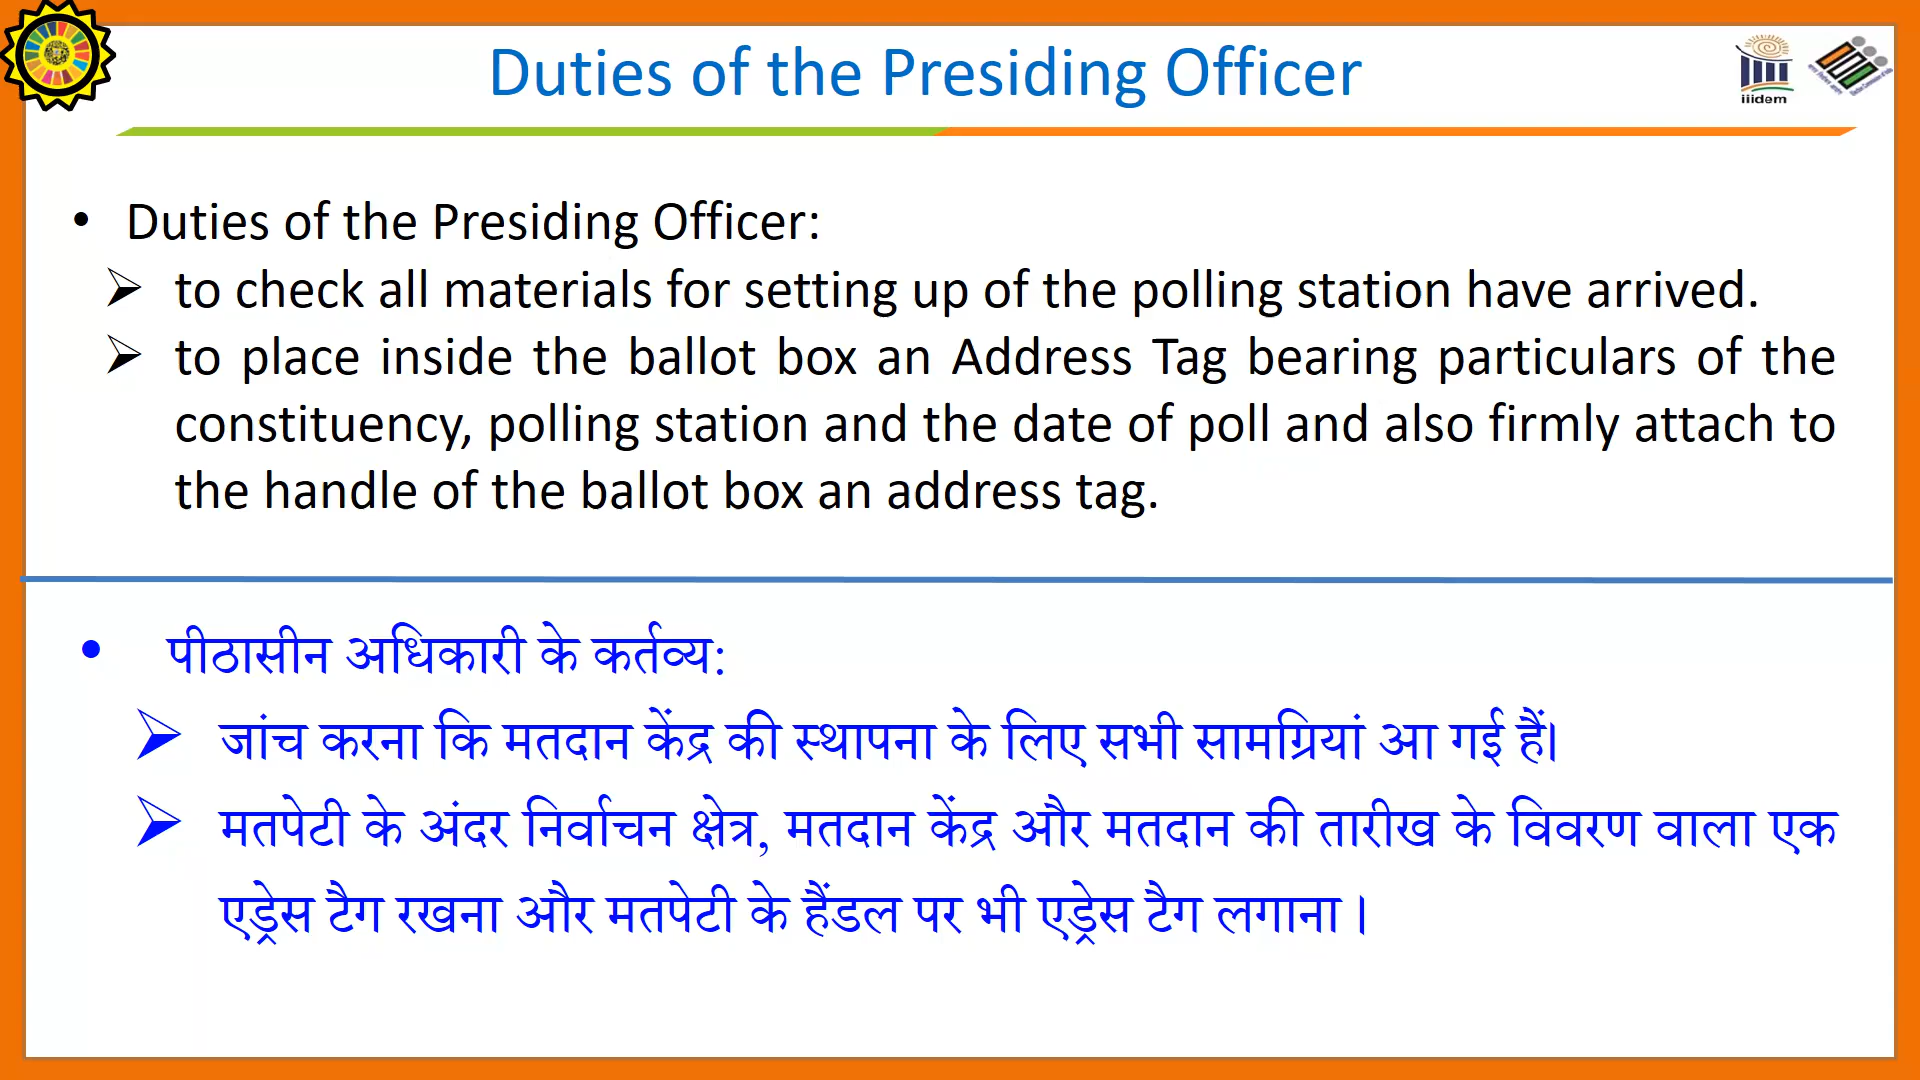 Duties of the Presiding Officer
iiidem
• Duties of the Presiding Officer:
➢ to check all materials for setting up of the polling station have arrived.
➢ to place inside the ballot box an Address Tag bearing particulars of the
constituency, polling station and the date of poll and also firmly attach to
the handle of the ballot box an address tag.
• पीठासीन अधिकारी के कर्तव्य:
➢ जांच करना कि मतदान केंद्र की स्थापना के लिए सभी सामग्रियां आ गई हैं।
➢ मतपेटी के अंदर निर्वाचन क्षेत्र, मतदान केंद्र और मतदान की तारीख के विवरण वाला एक
एड्रेस टैग रखना और मतपेटी के हैंडल पर भी एड्रेस टैग लगाना ।